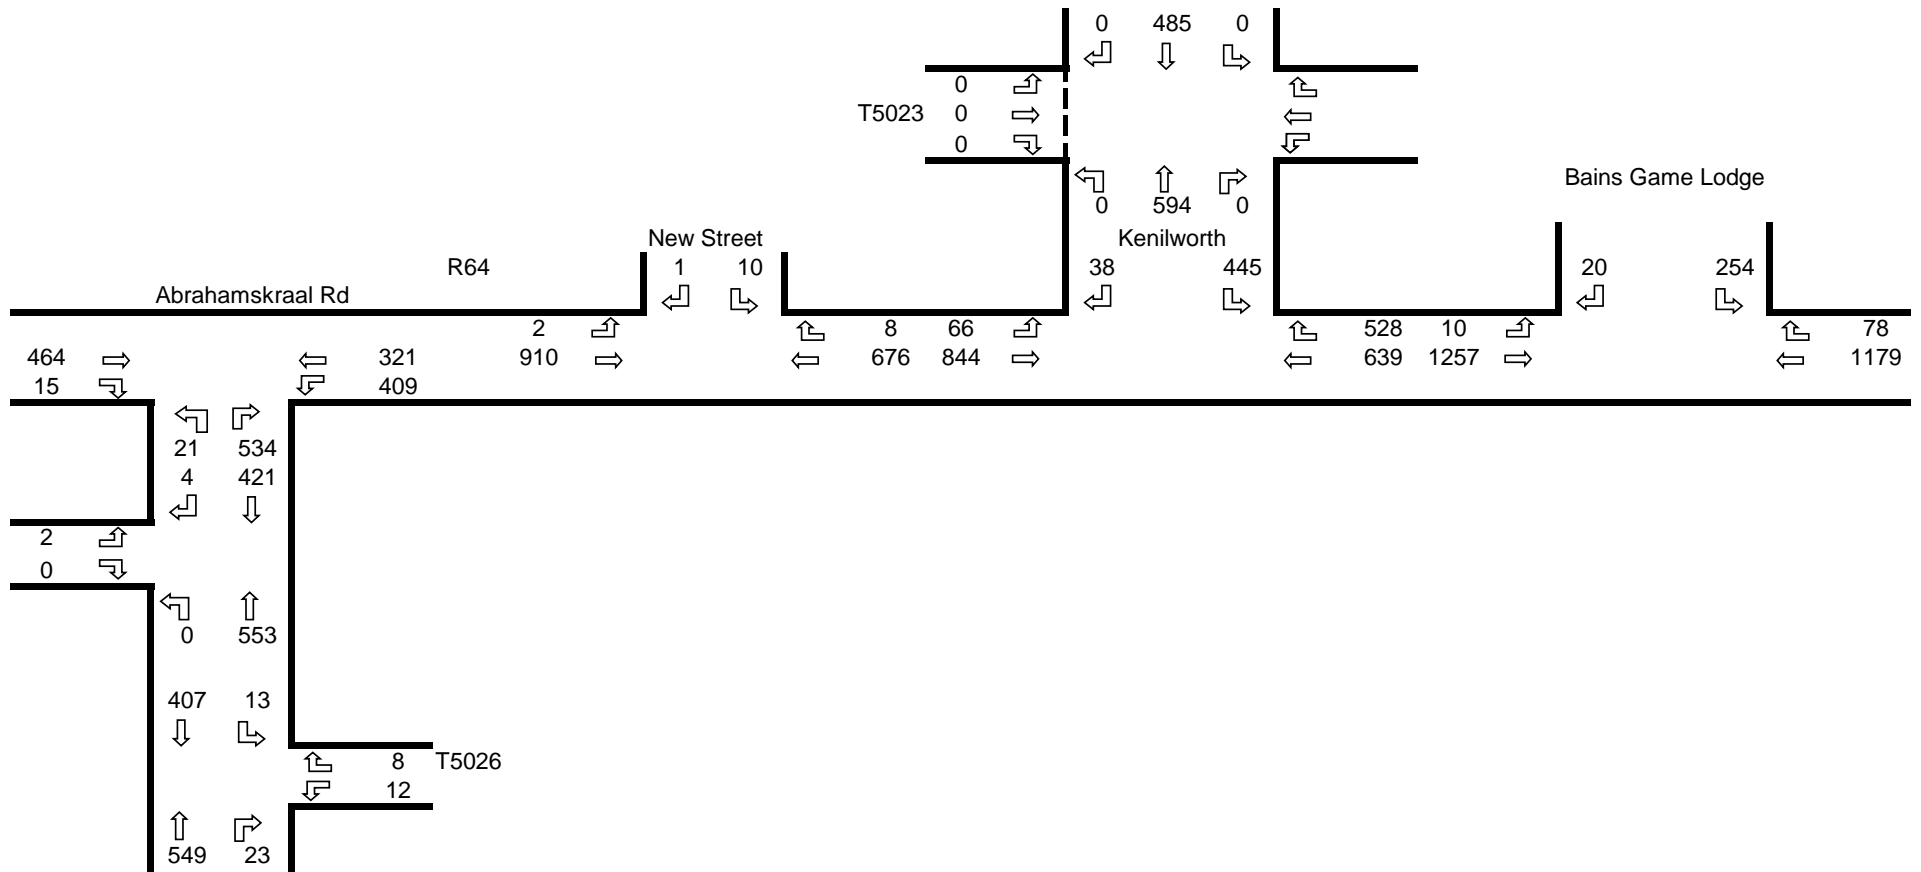 0 485 0
0
T5023 0
0
Bains Game Lodge
0 594 0
New Street Kenilworth
R64 1 10 38 445 20 254
Abrahamskraal Rd
2 8 66 528 10 78
464 321 910 676 844 639 1257 1179
15 409
21 534
4 421
2
0
0 553
407 13
8 T5026
12
549 23